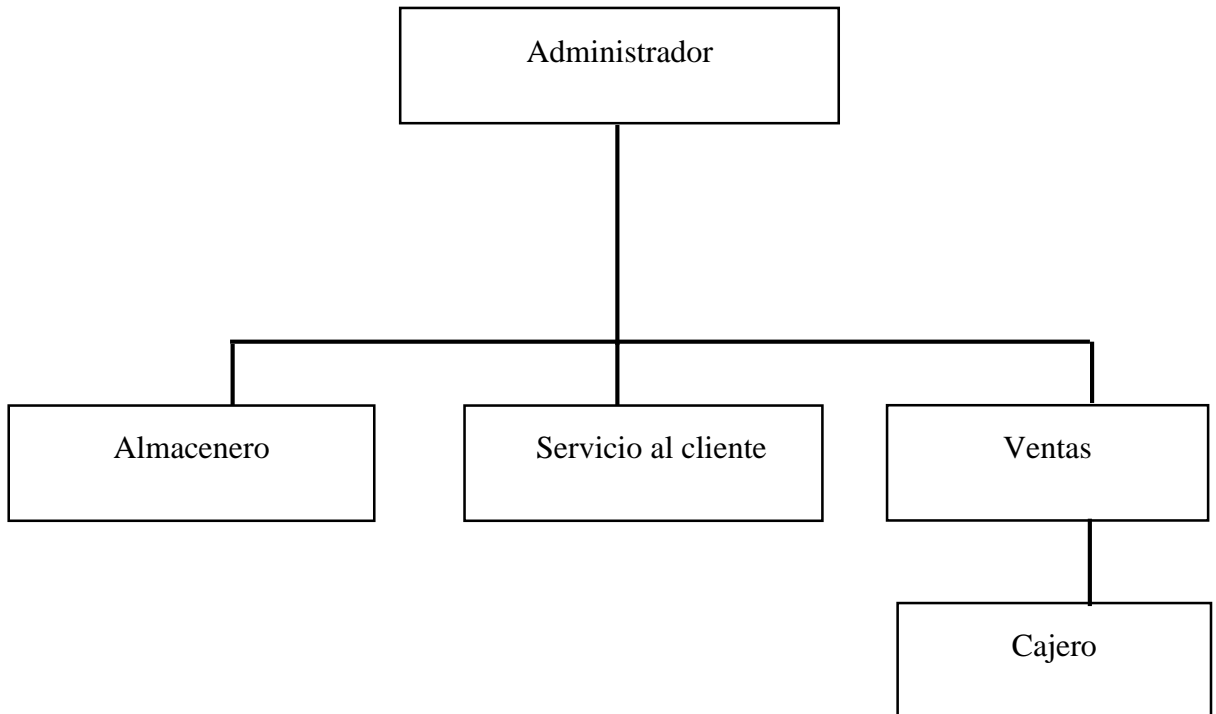 Administrador
Almacenero
Servicio al cliente
Ventas
Cajero